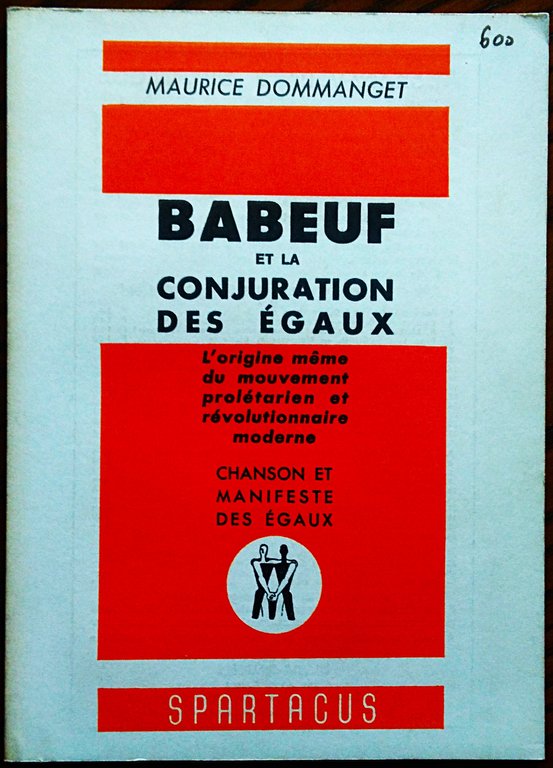 600
MAURICE DOMMANGET
BABEUF
ET LA
CONJURATION
DES ÉGAUX
L'origine même
du mouvement
prolétarien et
révolutionnaire
moderne
CHANSON ET
MANIFESTE
DES ÉGAUX
SPARTACUS